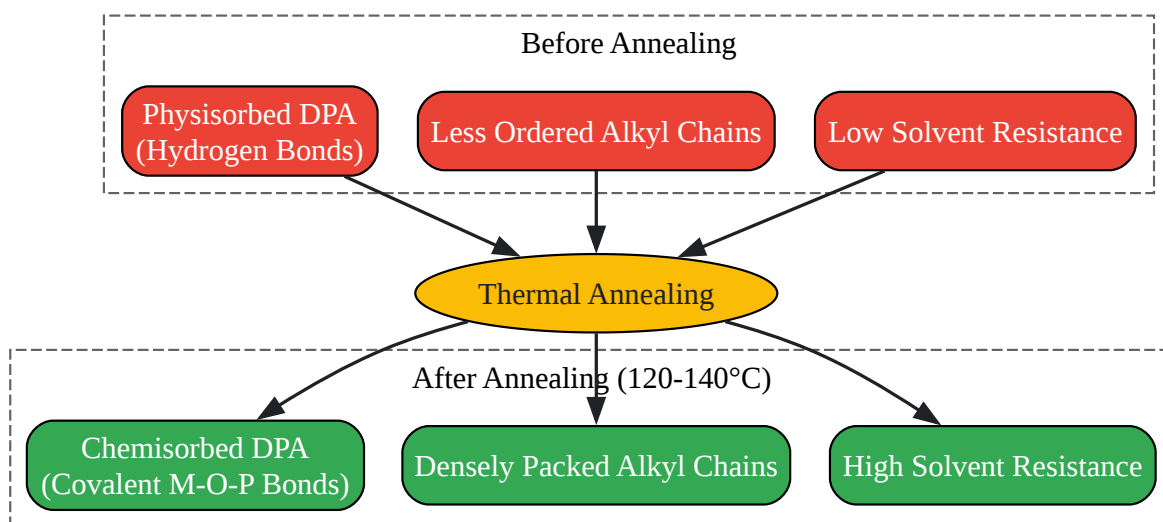 Before Annealing
Physisorbed DPA
(Hydrogen Bonds)
Less Ordered Alkyl Chains
Low Solvent Resistance
Thermal Annealing
After Annealing (120-140°C)
Chemisorbed DPA
(Covalent M-O-P Bonds)
Densely Packed Alkyl Chains
High Solvent Resistance